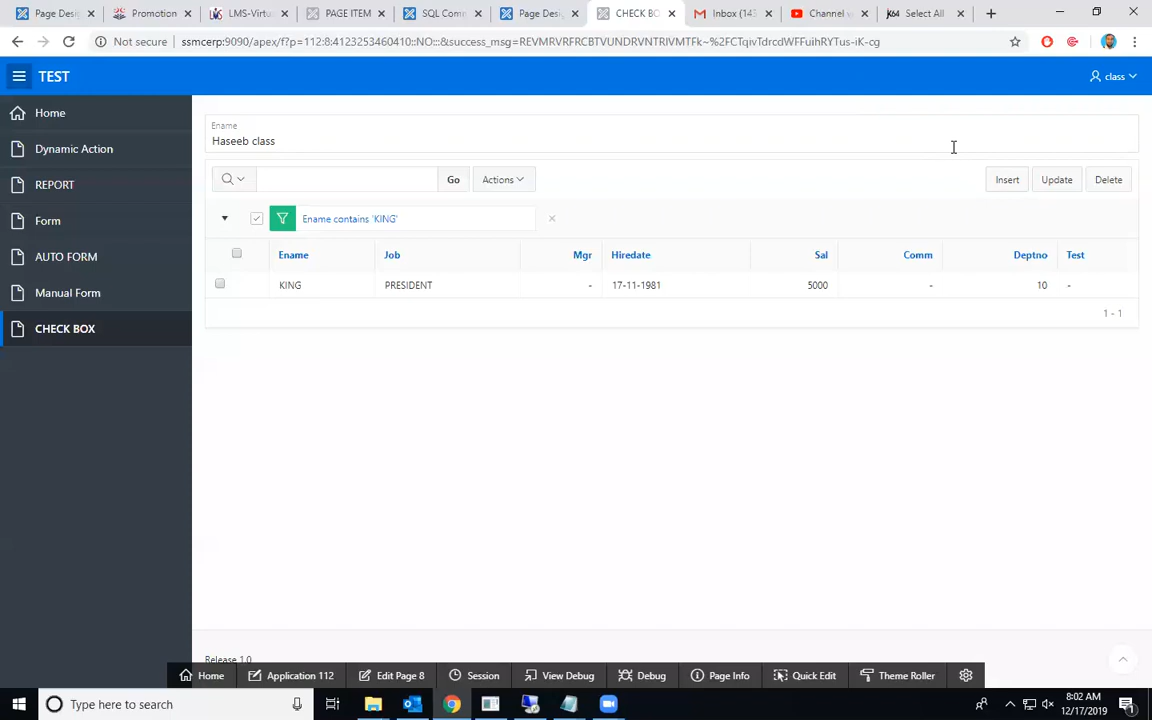 Page Desi
Promotion
LMS-Virtu
PAGE ITEM
SQL Comm
Page Desi
CHECK BO
Inbox (143
Channel w
Select All
Not secure
ssmcerp:9090/apex/f?p=112:8:4123253460410::NO:::&success_msg=REVMRVRFRCBTVUNDRVNTRIVMTFk~%2FCTqivTdrcdWFFuihRYTus-iK-cg
TEST
class
Home
Dynamic Action
REPORT
Form
AUTO FORM
Manual Form
CHECK BOX
Ename
Haseeb class
Go
Actions
Insert
Update
Delete
Ename contains 'KING'
Ename Job Mgr Hiredate Sal Comm Deptno Test
KING PRESIDENT - 17-11-1981 5000 - 10 -
1 - 1
Release 1.0
Home
Application 112
Edit Page 8
Session
View Debug
Debug
Page Info
Quick Edit
Theme Roller
Type here to search
8:02 AM
12/17/2019
1